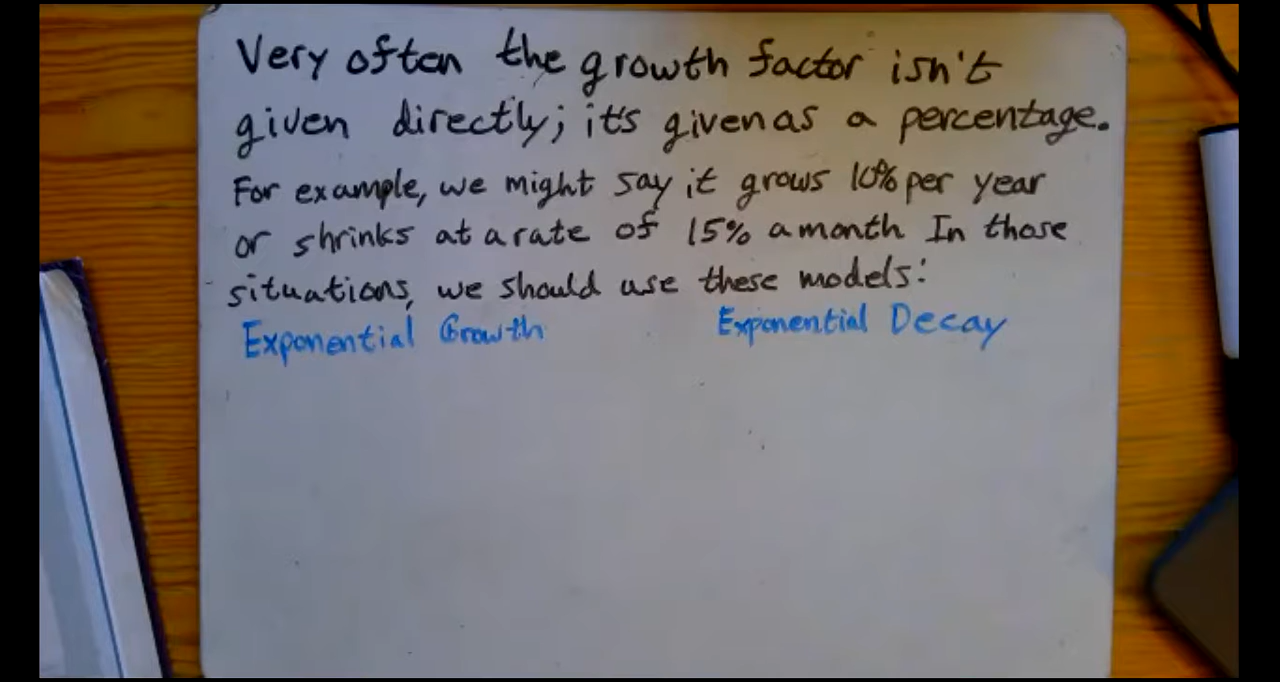 Very often the growth factor isn't
given directly; it's given as a percentage.
For example, we might say it grows 10% per year
or shrinks at a rate of 15% a month In those
situations, we should use these models:
Exponential Growth Exponential Decay